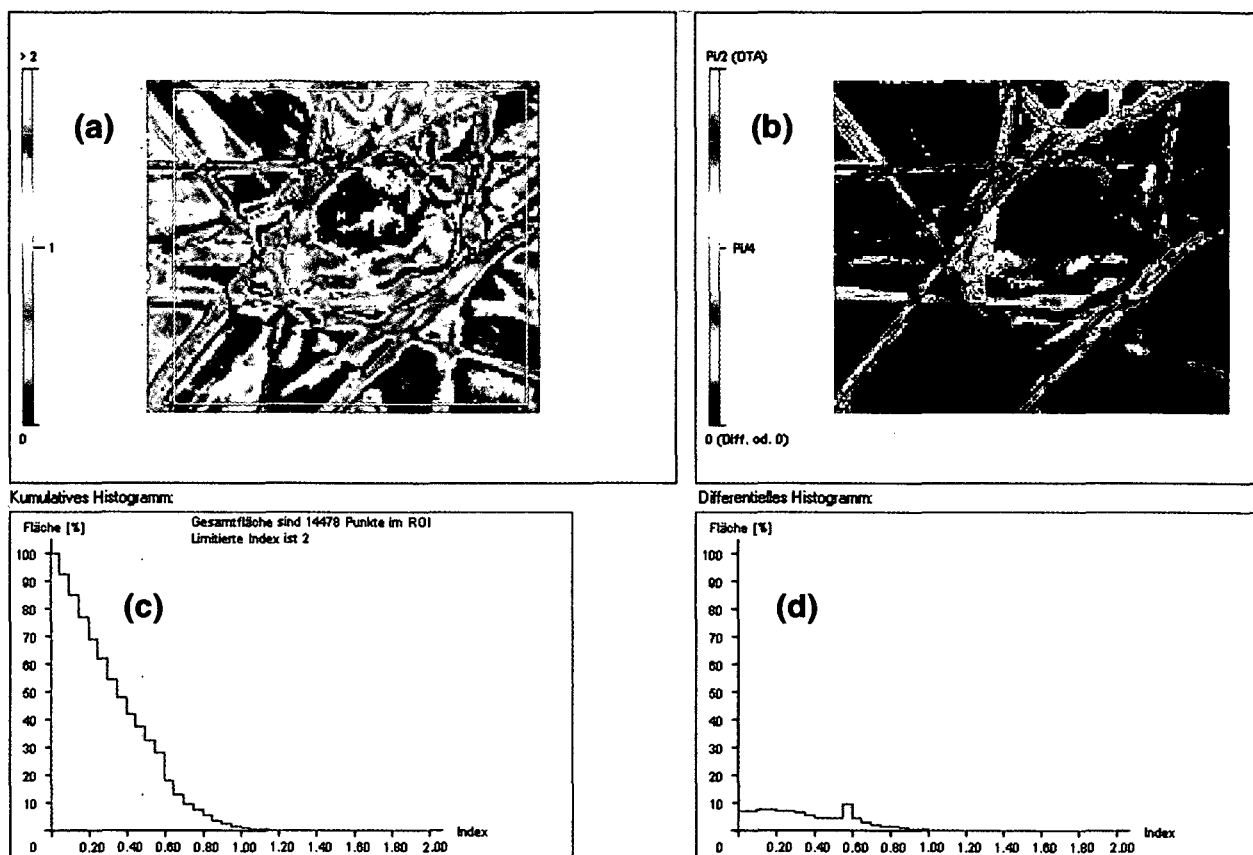 > 2
(a)
1
0
Pi/2 (DTA)
(b)
Pi/4
0 (Diff. od. 0)
Kumulatives Histogramm:
Fläche [%]
Gesamtfläche sind 14478 Punkte im ROI
Limitierte Index ist 2
100
90
80
70
60
50
40
30
20
10
(c)
0 0.20 0.40 0.60 0.80 1.00 1.20 1.40 1.60 1.80 2.00
Index
Differentielles Histogramm:
Fläche [%]
100
90
80
70
60
50
40
30
20
10
(d)
0 0.20 0.40 0.60 0.80 1.00 1.20 1.40 1.60 1.80 2.00
Index